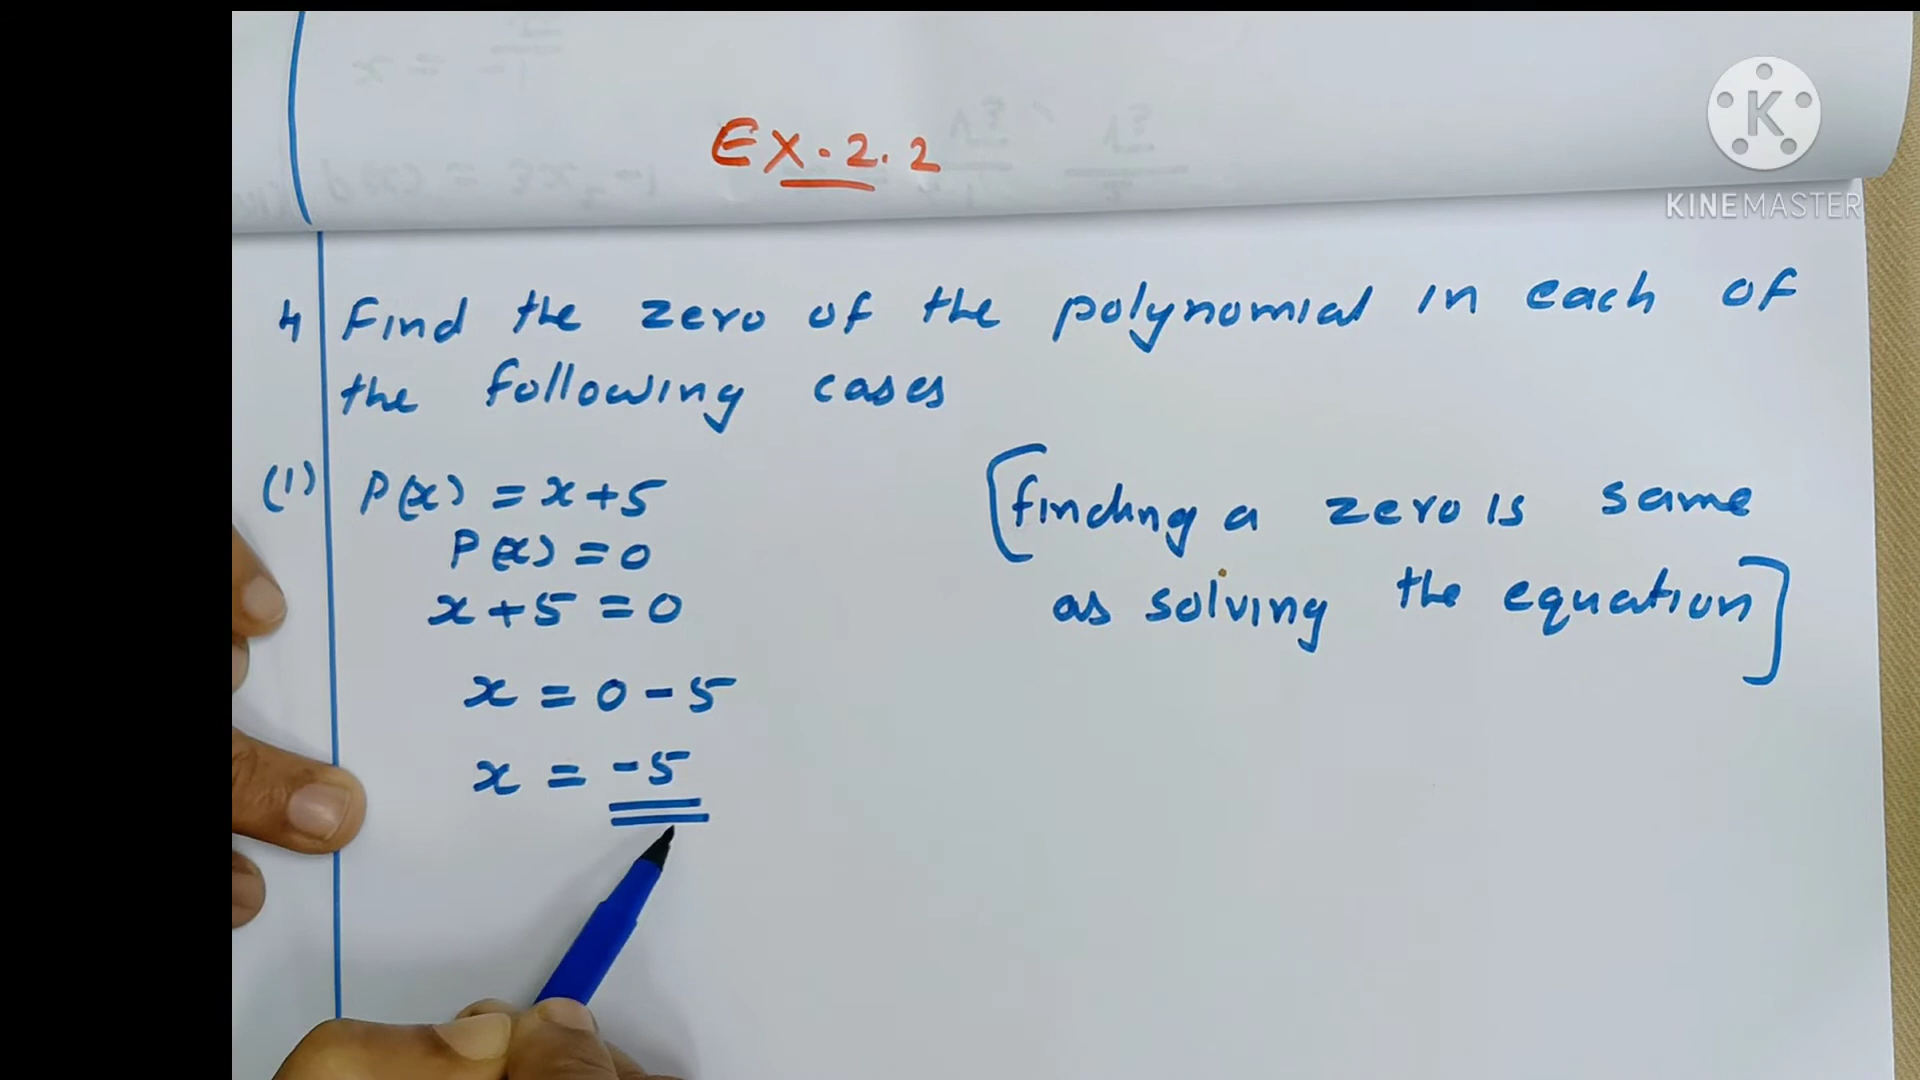 EX.2.2
KINEMASTER
4 Find the zero of the polynomial in each of
the following cases
(1) P(x) = x+5
P(x) = 0
x+5 = 0
x = 0-5
x = -5
[finding a zero is same
as solving the equation]